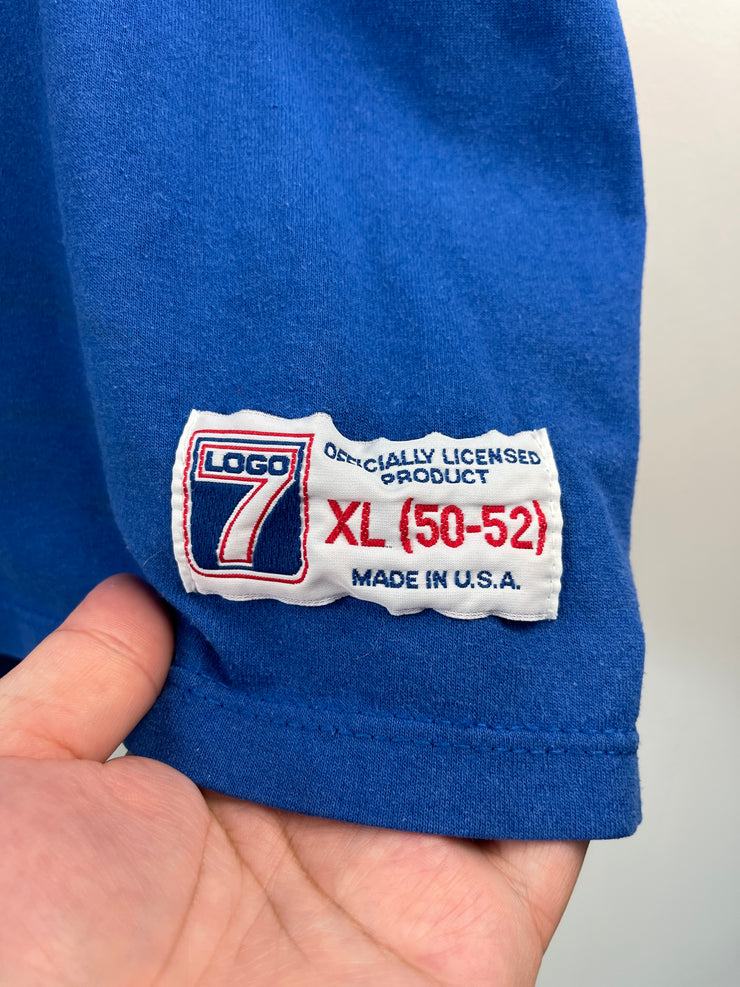 LOGO
7
OFFICIALLY LICENSED
PRODUCT
XL (50-52)
MADE IN U.S.A.